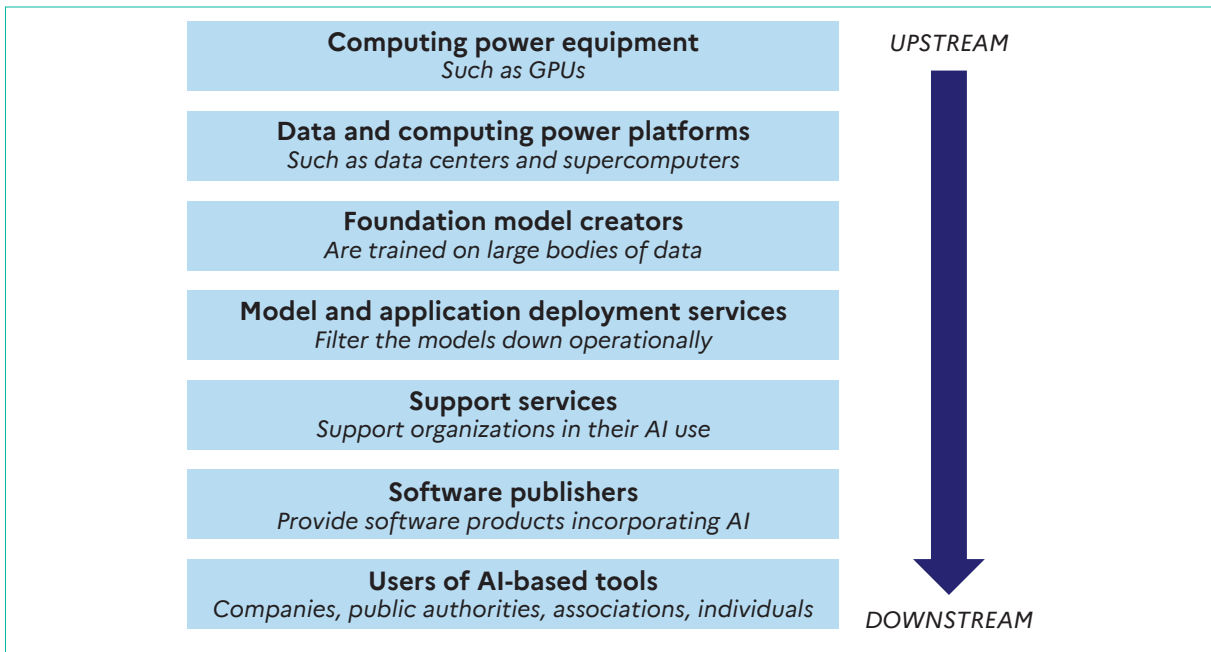 Computing power equipment
Such as GPUs
UPSTREAM
Data and computing power platforms
Such as data centers and supercomputers
Foundation model creators
Are trained on large bodies of data
Model and application deployment services
Filter the models down operationally
Support services
Support organizations in their AI use
Software publishers
Provide software products incorporating AI
Users of AI-based tools
Companies, public authorities, associations, individuals
DOWNSTREAM